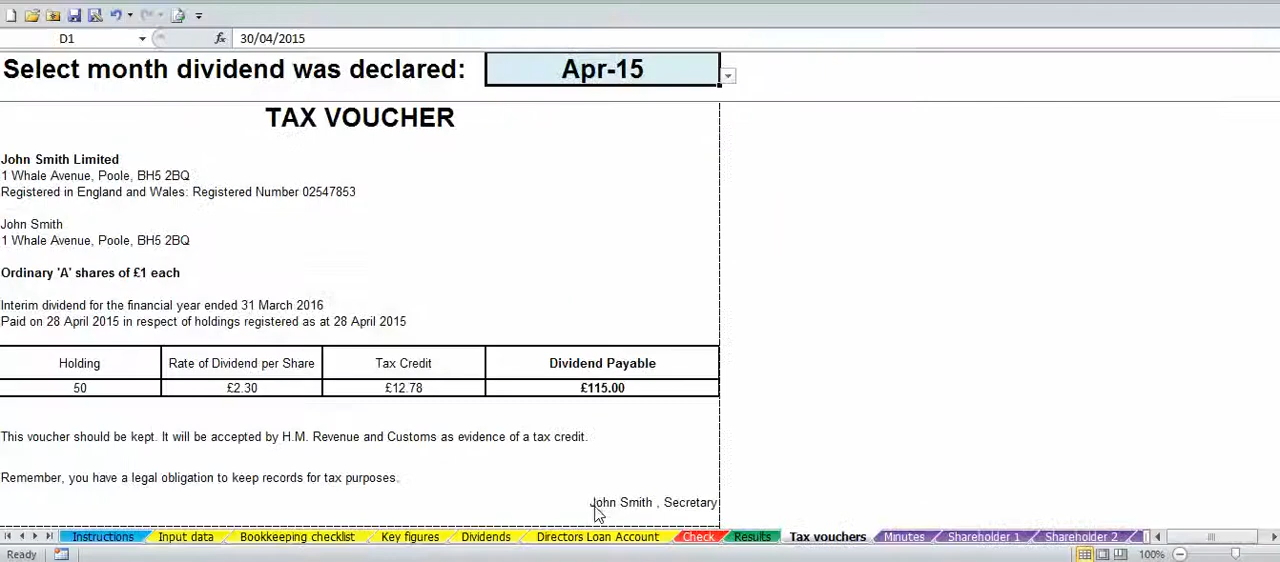 D1 fx 30/04/2015
Select month dividend was declared: Apr-15
TAX VOUCHER
John Smith Limited
1 Whale Avenue, Poole, BH5 2BQ
Registered in England and Wales: Registered Number 02547853
John Smith
1 Whale Avenue, Poole, BH5 2BQ
Ordinary 'A' shares of £1 each
Interim dividend for the financial year ended 31 March 2016
Paid on 28 April 2015 in respect of holdings registered as at 28 April 2015
Holding Rate of Dividend per Share Tax Credit Dividend Payable
50 £2.30 £12.78 £115.00
This voucher should be kept. It will be accepted by H.M. Revenue and Customs as evidence of a tax credit.
Remember, you have a legal obligation to keep records for tax purposes.
John Smith , Secretary
Instructions Input data Bookkeeping checklist Key figures Dividends Directors Loan Account Check Results Tax vouchers Minutes Shareholder 1 Shareholder 2
Ready 100%